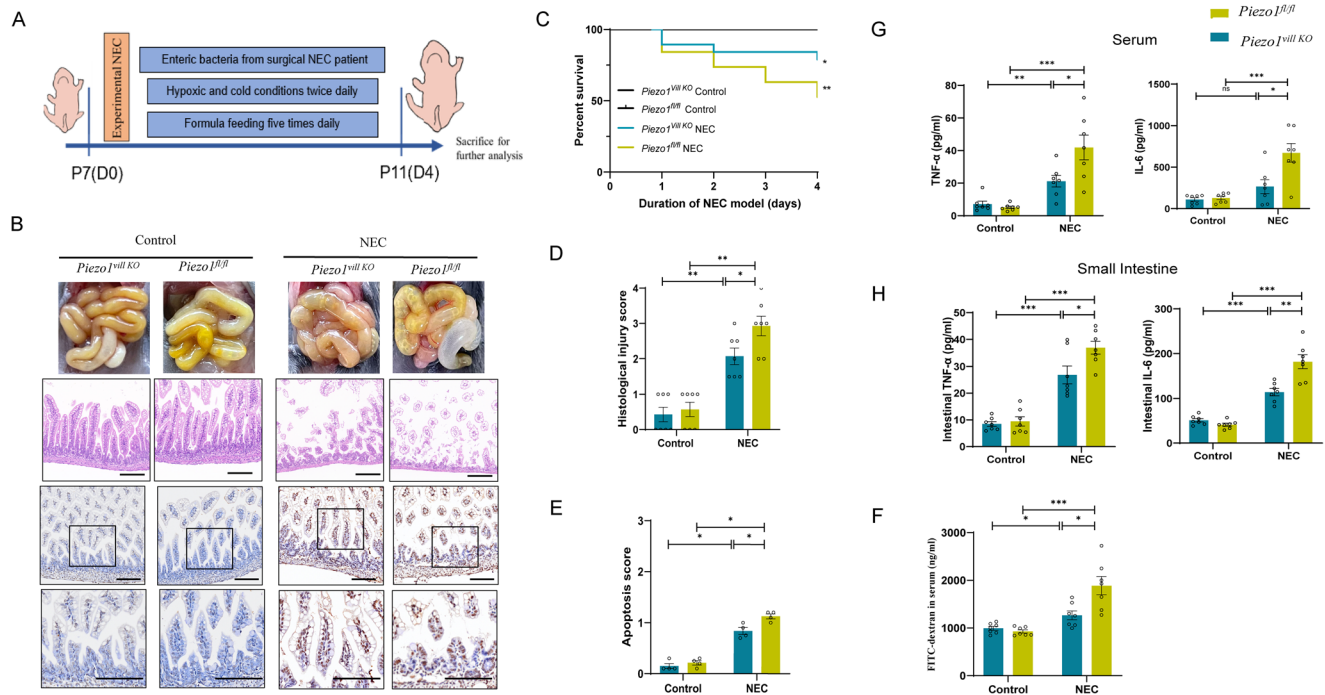 A
Experimental NEC
Enteric bacteria from surgical NEC patient
Hypoxic and cold conditions twice daily
Formula feeding five times daily
Sacrifice for
further analysis
P7(D0)
P11(D4)
B
Control
NEC
Piezo1vill KO
Piezo1fl/fl
Piezo1vill KO
Piezo1fl/fl
C
Percent survival
100
50
0
Piezo1Vill KO Control
Piezo1fl/fl Control
Piezo1Vill KO NEC
Piezo1fl/fl NEC
*
**
0 1 2 3 4
Duration of NEC model (days)
D
**
** *
Histological injury score
4
3
2
1
0
Control NEC
E
*
* *
Apoptosis score
3
2
1
0
Control NEC
G
Piezo1fl/fl
Piezo1vill KO
Serum
***
** *
TNF-α (pg/ml)
80
60
40
20
0
Control NEC
***
ns *
IL-6 (pg/ml)
1500
1000
500
0
Control NEC
Small Intestine
H
***
*** *
Intestinal TNF-α (pg/ml)
50
40
30
20
10
0
Control NEC
***
*** **
Intestinal IL-6 (pg/ml)
300
200
100
0
Control NEC
F
***
* *
FITC-dextran in serum (ng/ml)
3000
2000
1000
0
Control NEC